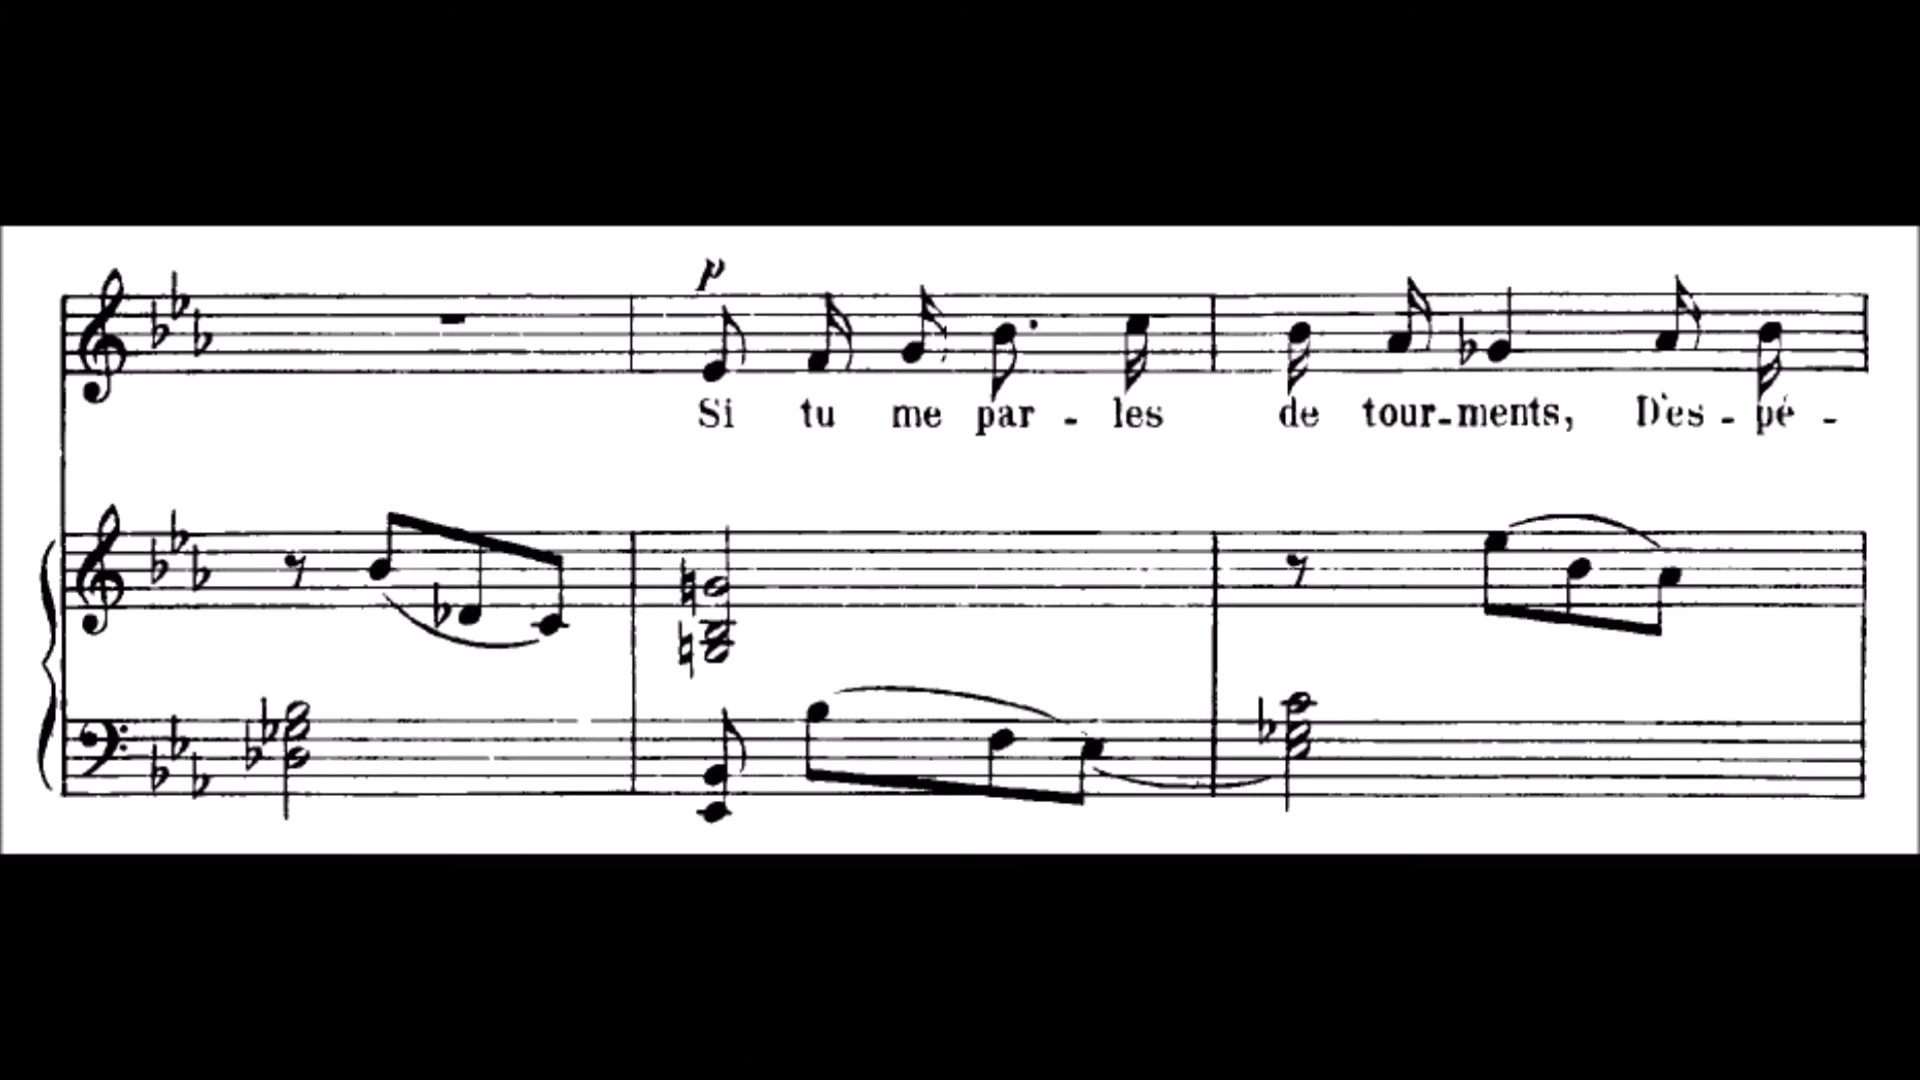 p
Si tu me par - les de tour-ments, D'es - pé -